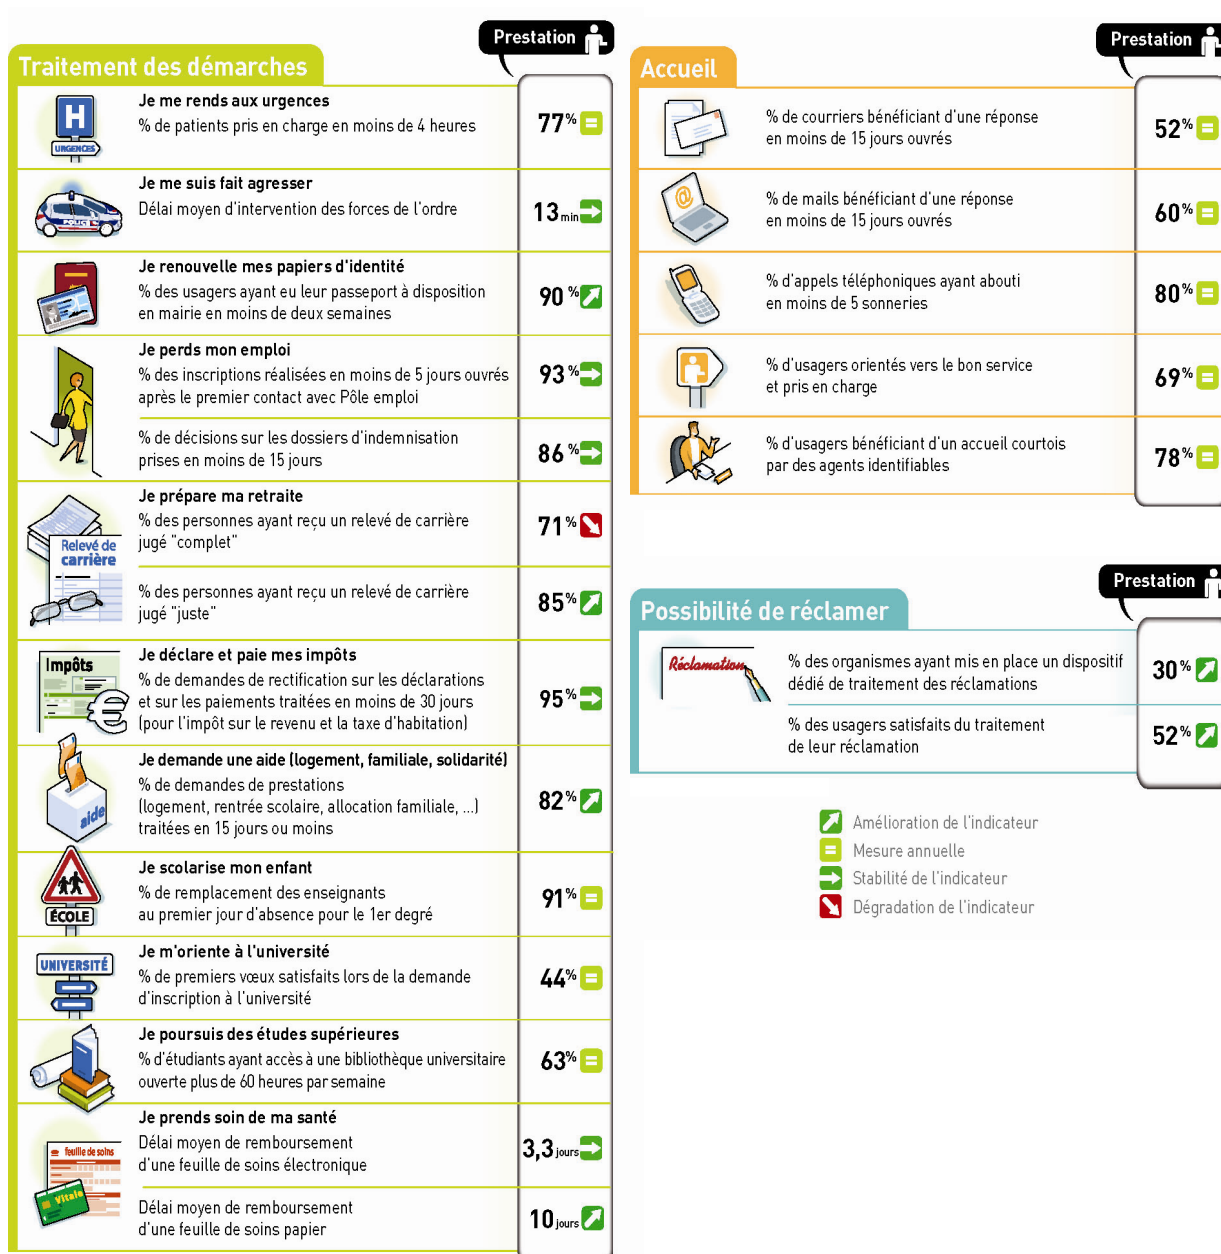 Prestation
Traitement des démarches
H
URGENCES
Je me rends aux urgences
% de patients pris en charge en moins de 4 heures
77%
POLICE
Je me suis fait agresser
Délai moyen d'intervention des forces de l'ordre
13 min
Je renouvelle mes papiers d'identité
% des usagers ayant eu leur passeport à disposition
en mairie en moins de deux semaines
90 %
Je perds mon emploi
% des inscriptions réalisées en moins de 5 jours ouvrés
après le premier contact avec Pôle emploi
93 %
% de décisions sur les dossiers d'indemnisation
prises en moins de 15 jours
86 %
Relevé de
carrière
Je prépare ma retraite
% des personnes ayant reçu un relevé de carrière
jugé "complet"
71%
% des personnes ayant reçu un relevé de carrière
jugé "juste"
85%
Impôts
€
Je déclare et paie mes impôts
% de demandes de rectification sur les déclarations
et sur les paiements traitées en moins de 30 jours
(pour l'impôt sur le revenu et la taxe d'habitation)
95%
aide
Je demande une aide (logement, familiale, solidarité)
% de demandes de prestations
(logement, rentrée scolaire, allocation familiale, ...)
traitées en 15 jours ou moins
82%
ÉCOLE
Je scolarise mon enfant
% de remplacement des enseignants
au premier jour d'absence pour le 1er degré
91%
UNIVERSITÉ
Je m'oriente à l'université
% de premiers vœux satisfaits lors de la demande
d'inscription à l'université
44%
Je poursuis des études supérieures
% d'étudiants ayant accès à une bibliothèque universitaire
ouverte plus de 60 heures par semaine
63%
feuille de soins
Vitale
Je prends soin de ma santé
Délai moyen de remboursement
d'une feuille de soins électronique
3,3 jours
Délai moyen de remboursement
d'une feuille de soins papier
10 jours
Prestation
Accueil
% de courriers bénéficiant d'une réponse
en moins de 15 jours ouvrés
52%
@
% de mails bénéficiant d'une réponse
en moins de 15 jours ouvrés
60%
% d'appels téléphoniques ayant abouti
en moins de 5 sonneries
80%
% d'usagers orientés vers le bon service
et pris en charge
69%
% d'usagers bénéficiant d'un accueil courtois
par des agents identifiables
78%
Prestation
Possibilité de réclamer
Réclamation
% des organismes ayant mis en place un dispositif
dédié de traitement des réclamations
30%
% des usagers satisfaits du traitement
de leur réclamation
52%
Amélioration de l'indicateur
Mesure annuelle
Stabilité de l'indicateur
Dégradation de l'indicateur